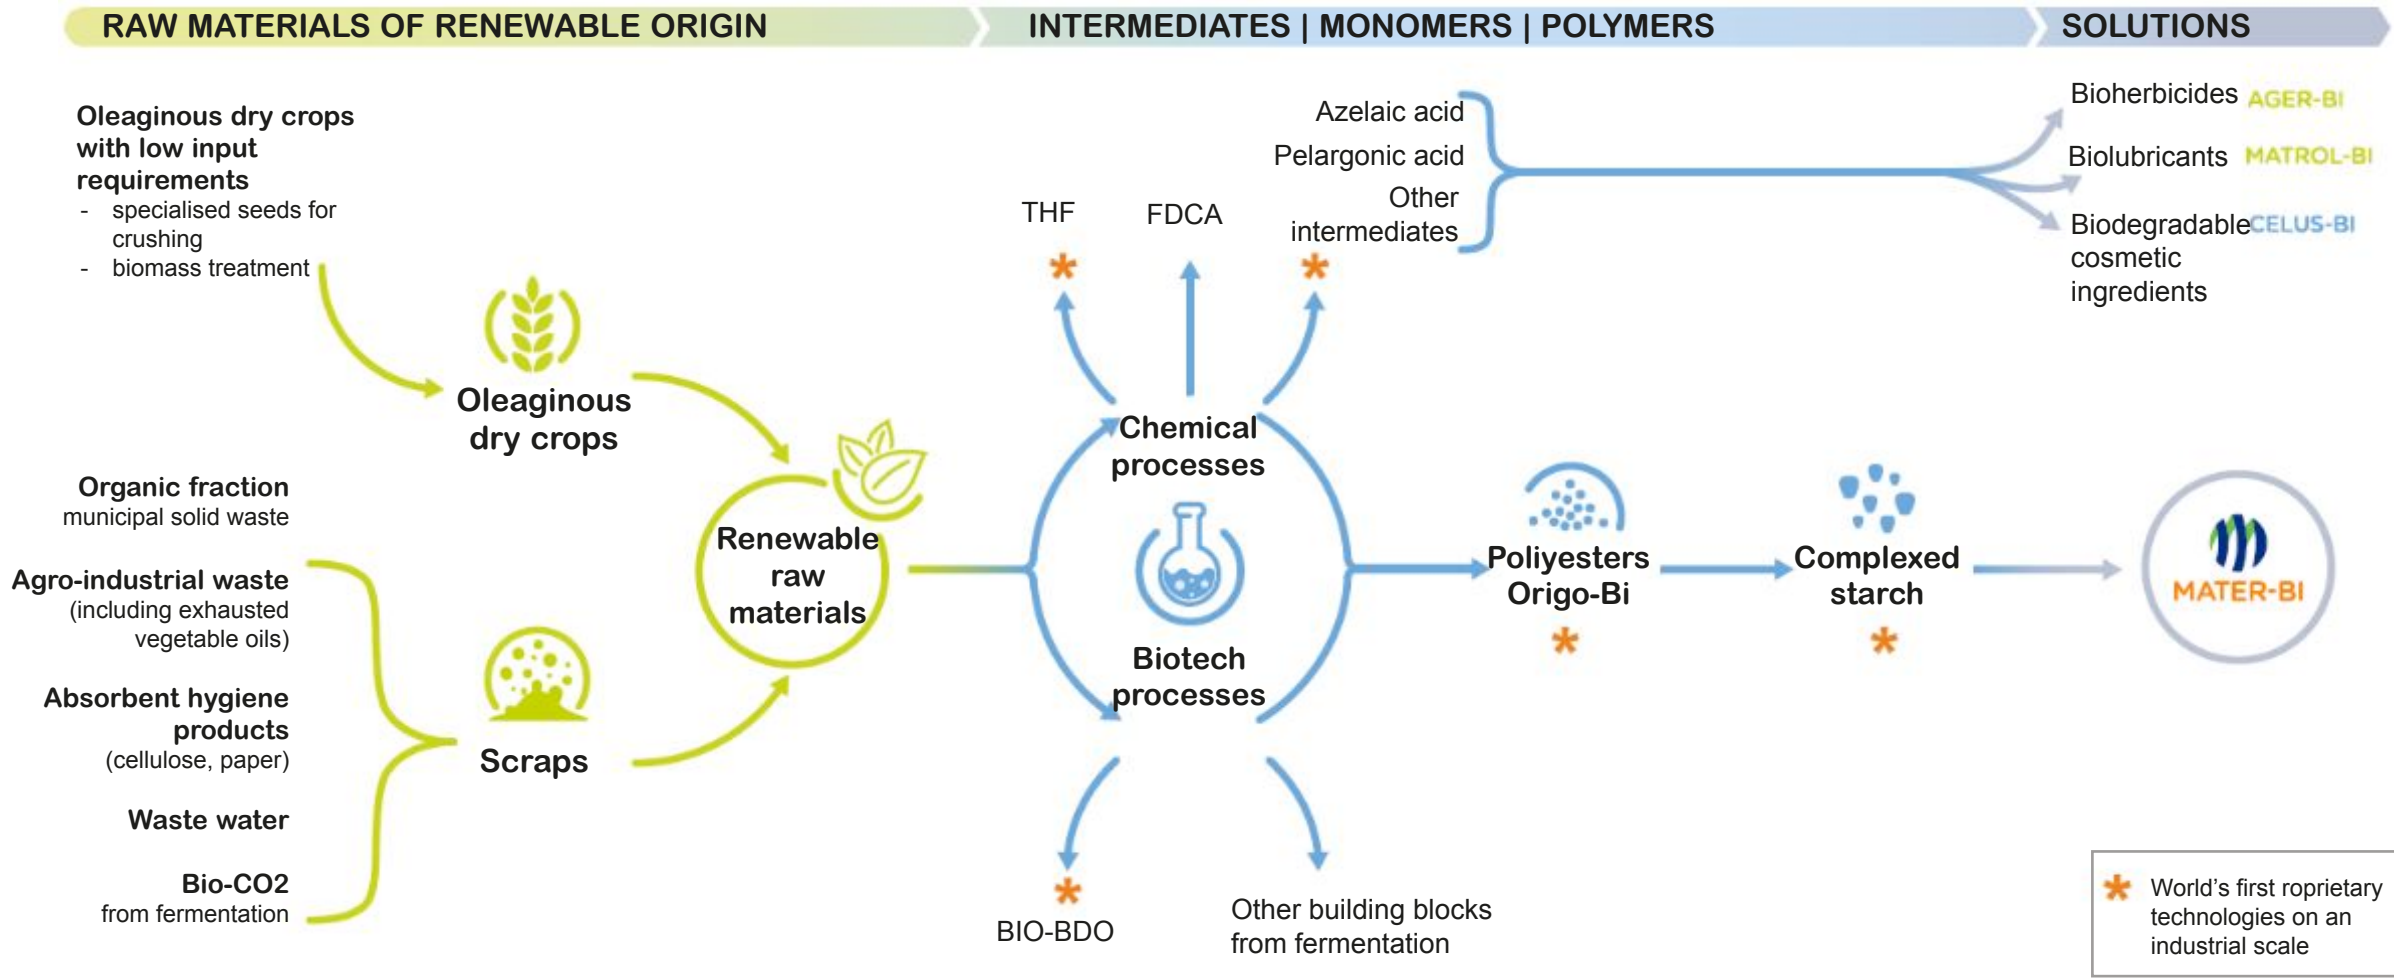 RAW MATERIALS OF RENEWABLE ORIGIN
INTERMEDIATES | MONOMERS | POLYMERS
SOLUTIONS
Oleaginous dry crops
with low input
requirements
- specialised seeds for
crushing
- biomass treatment
Oleaginous
dry crops
Organic fraction
municipal solid waste
Agro-industrial waste
(including exhausted
vegetable oils)
Absorbent hygiene
products
(cellulose, paper)
Waste water
Bio-CO2
from fermentation
Scraps
Renewable
raw
materials
THF
*
FDCA
Azelaic acid
Pelargonic acid
Other
intermediates
*
Chemical
processes
Biotech
processes
*
BIO-BDO
Other building blocks
from fermentation
Poliyesters
Origo-Bi
*
Complexed
starch
*
Bioherbicides AGER-BI
Biolubricants MATROL-BI
Biodegradable CELUS-BI
cosmetic
ingredients
MATER-BI
* World's first roprietary
technologies on an
industrial scale